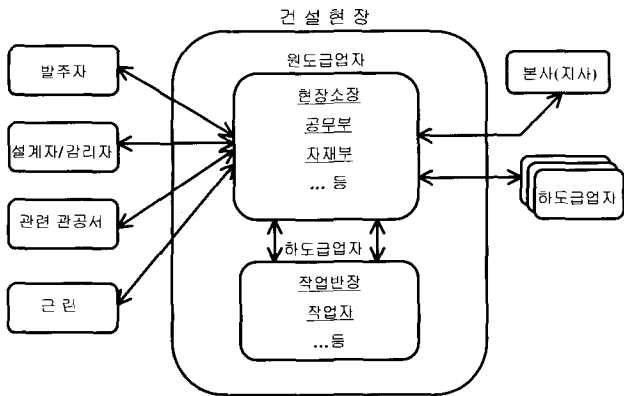 건 설 현 장
원도급업자
발주자
설계자/감리자
관련 관공서
근 린
현장소장
공무부
자재부
... 등
하도급업자
작업반장
작업자
...등
본사(지사)
하도급업자